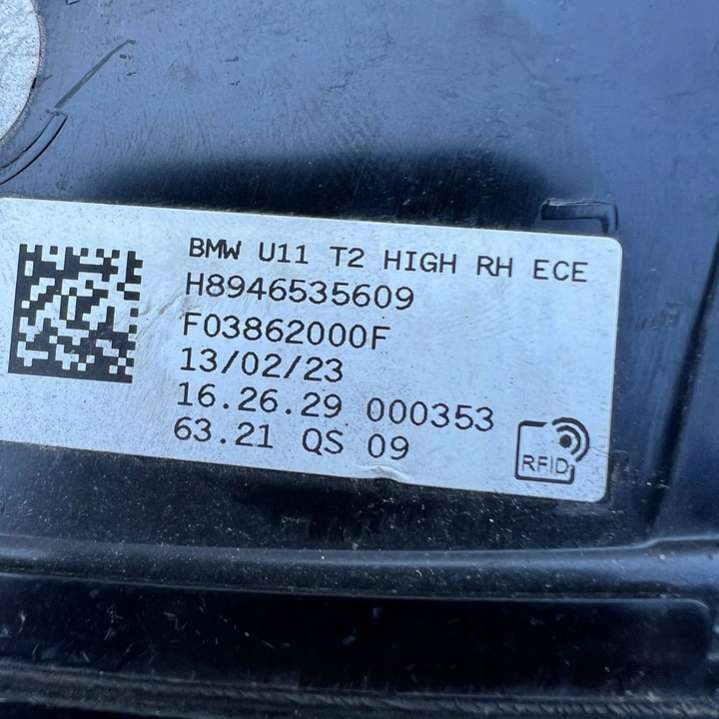 BMW U11 T2 HIGH RH ECE
H8946535609
F03862000F
13/02/23
16.26.29 000353
63.21 QS 09
RFID